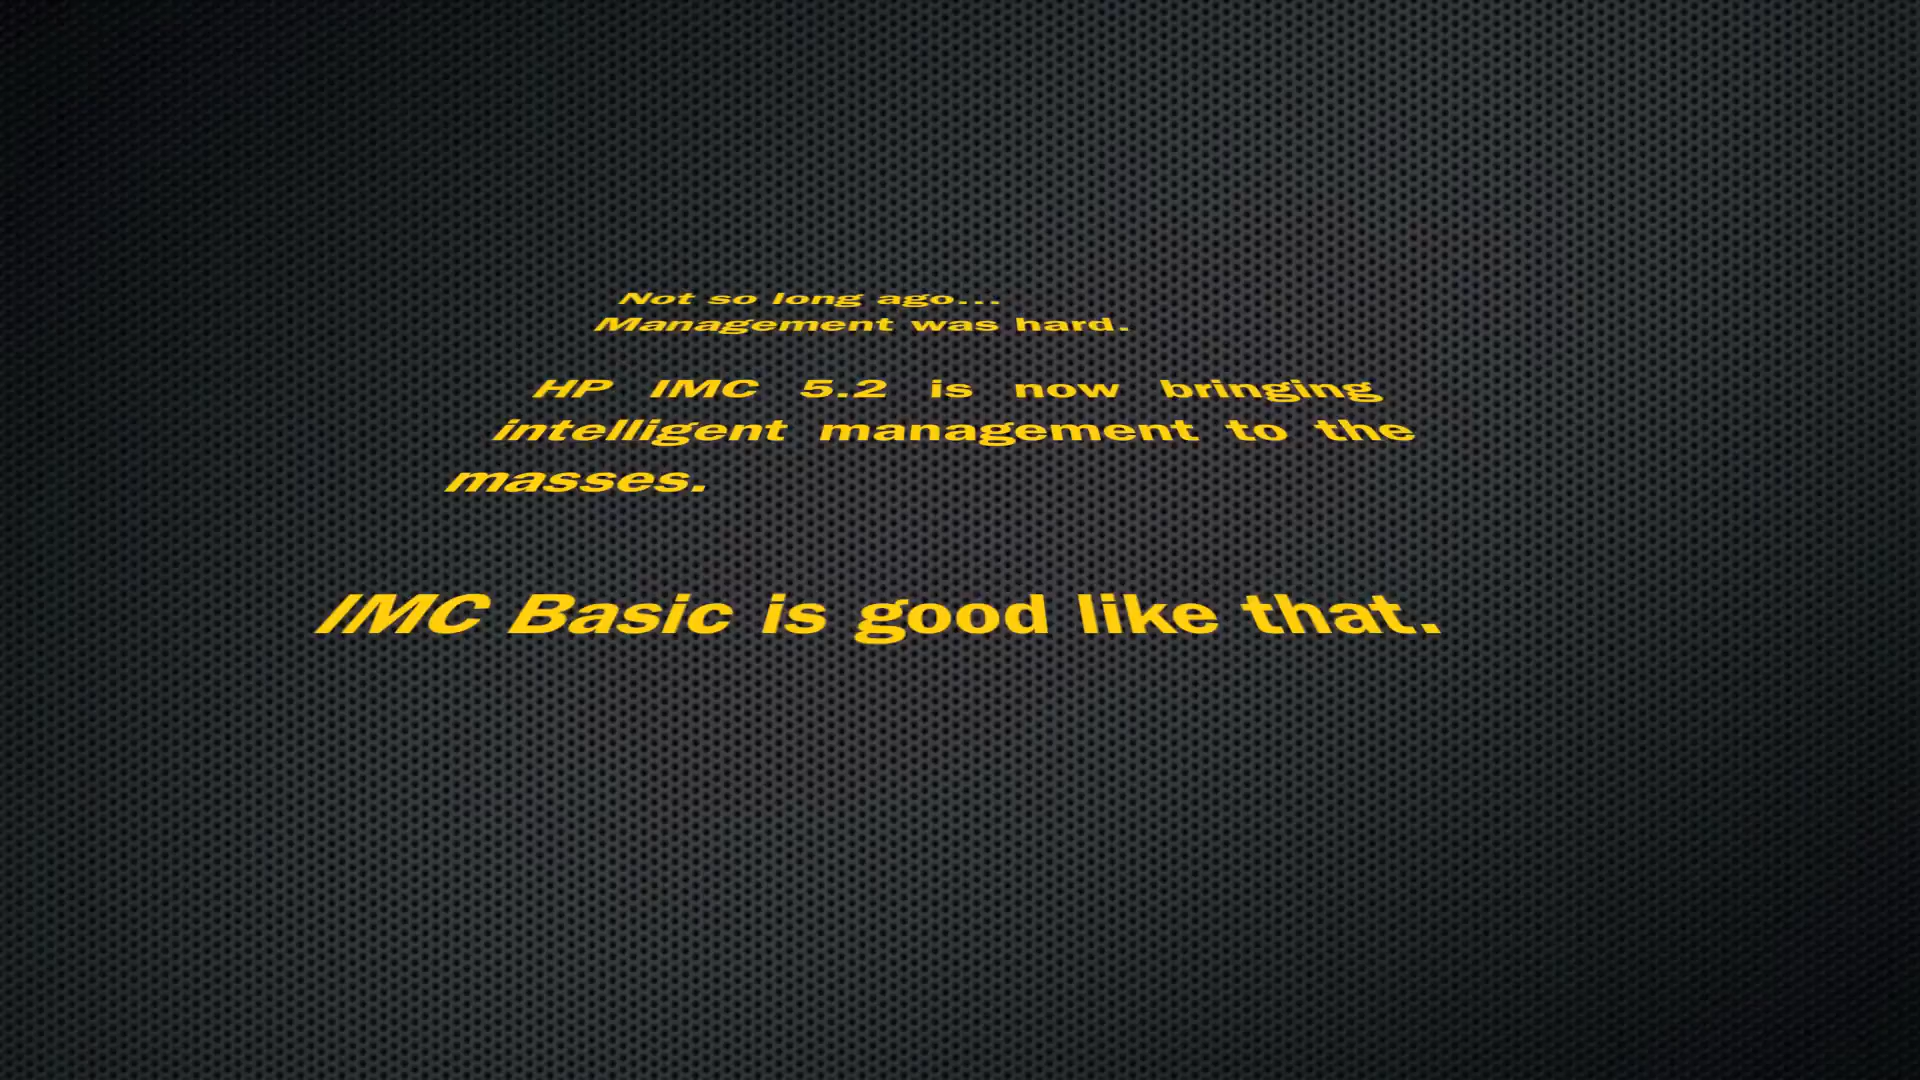 Not so long ago...
Management was hard.
HP IMC 5.2 is now bringing
intelligent management to the
masses.
IMC Basic is good like that.